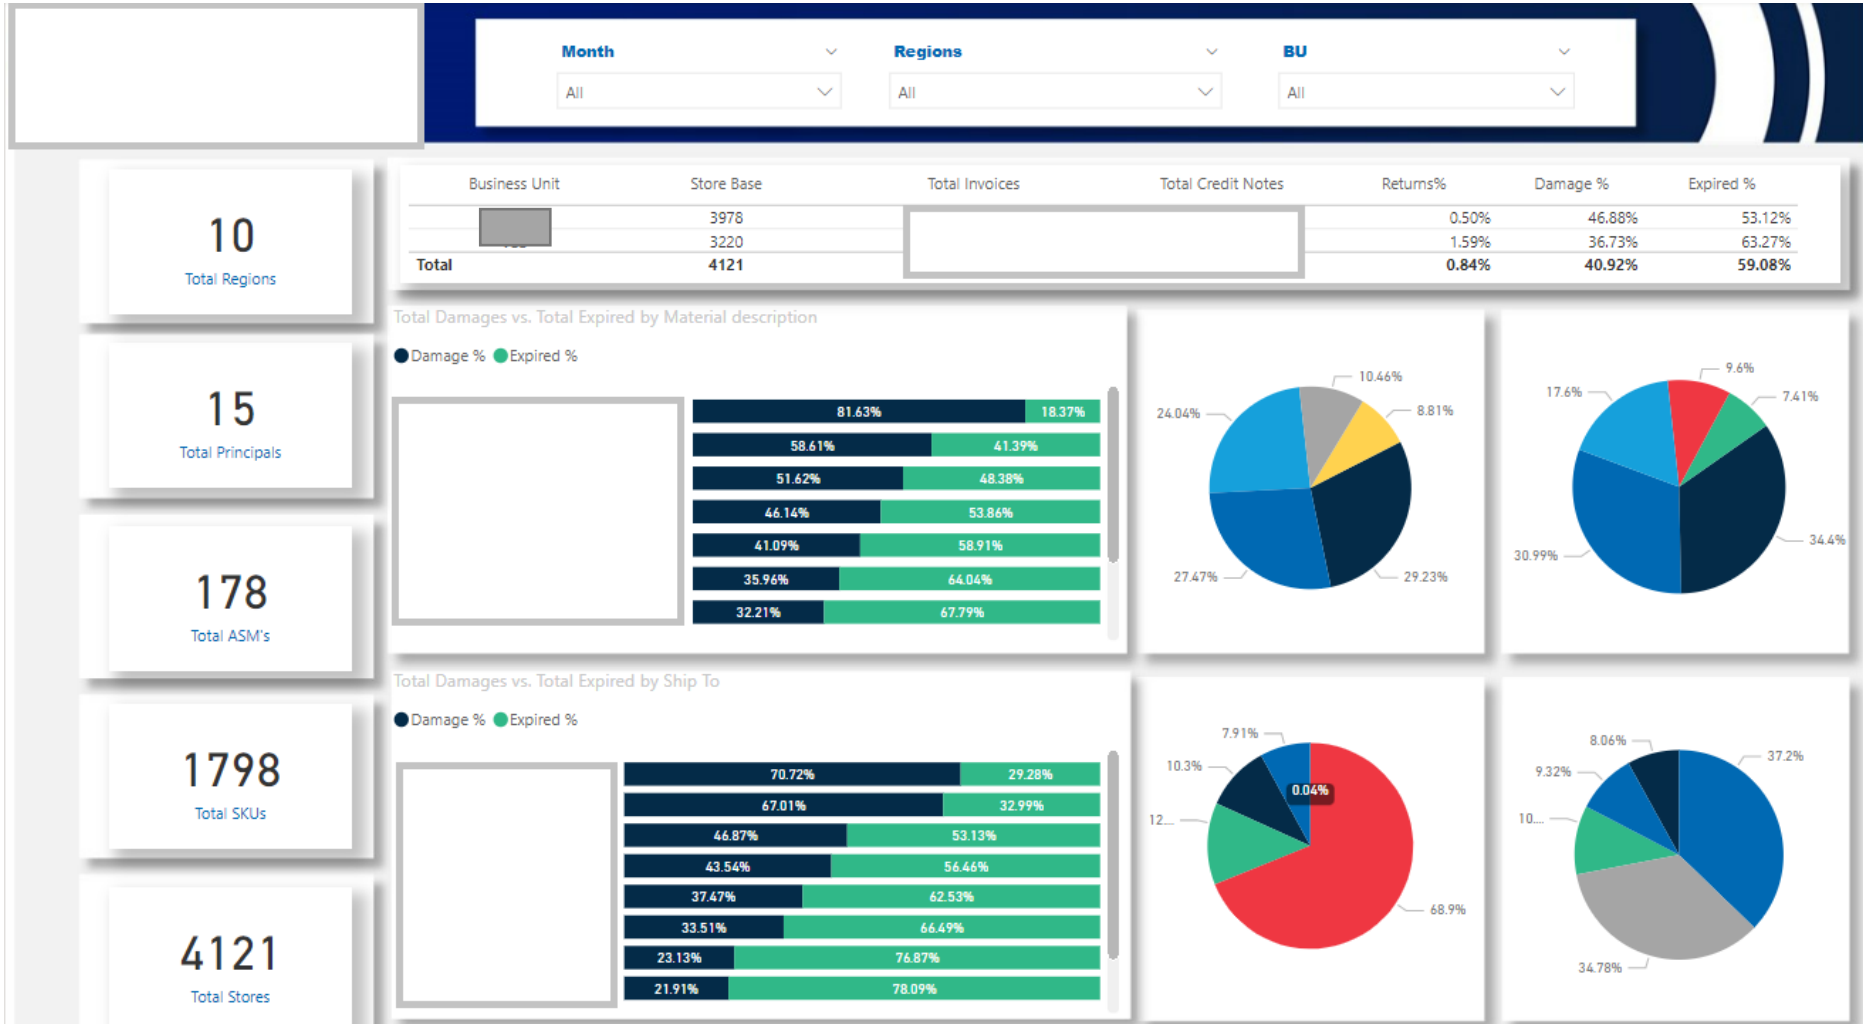 Month
Regions
BU
All
All
All
Business Unit Store Base Total Invoices Total Credit Notes Returns% Damage % Expired %
3978 0.50% 46.88% 53.12%
3220 1.59% 36.73% 63.27%
Total 4121 0.84% 40.92% 59.08%
10
Total Regions
15
Total Principals
178
Total ASM's
1798
Total SKUs
4121
Total Stores
Total Damages vs. Total Expired by Material description
Damage % Expired %
81.63% 18.37%
58.61% 41.39%
51.62% 48.38%
46.14% 53.86%
41.09% 58.91%
35.96% 64.04%
32.21% 67.79%
10.46%
8.81%
24.04%
27.47%
29.23%
9.6%
7.41%
17.6%
34.4%
30.99%
Total Damages vs. Total Expired by Ship To
Damage % Expired %
70.72% 29.28%
67.01% 32.99%
46.87% 53.13%
43.54% 56.46%
37.47% 62.53%
33.51% 66.49%
23.13% 76.87%
21.91% 78.09%
7.91%
10.3%
0.04%
12...
68.9%
8.06%
37.2%
9.32%
10...
34.78%